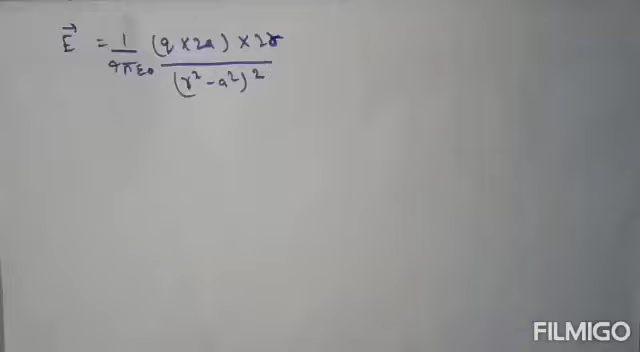 E⃗ = 1/4πε₀ (q × 2a) × 2r / (r² - a²)²
FILMIGO